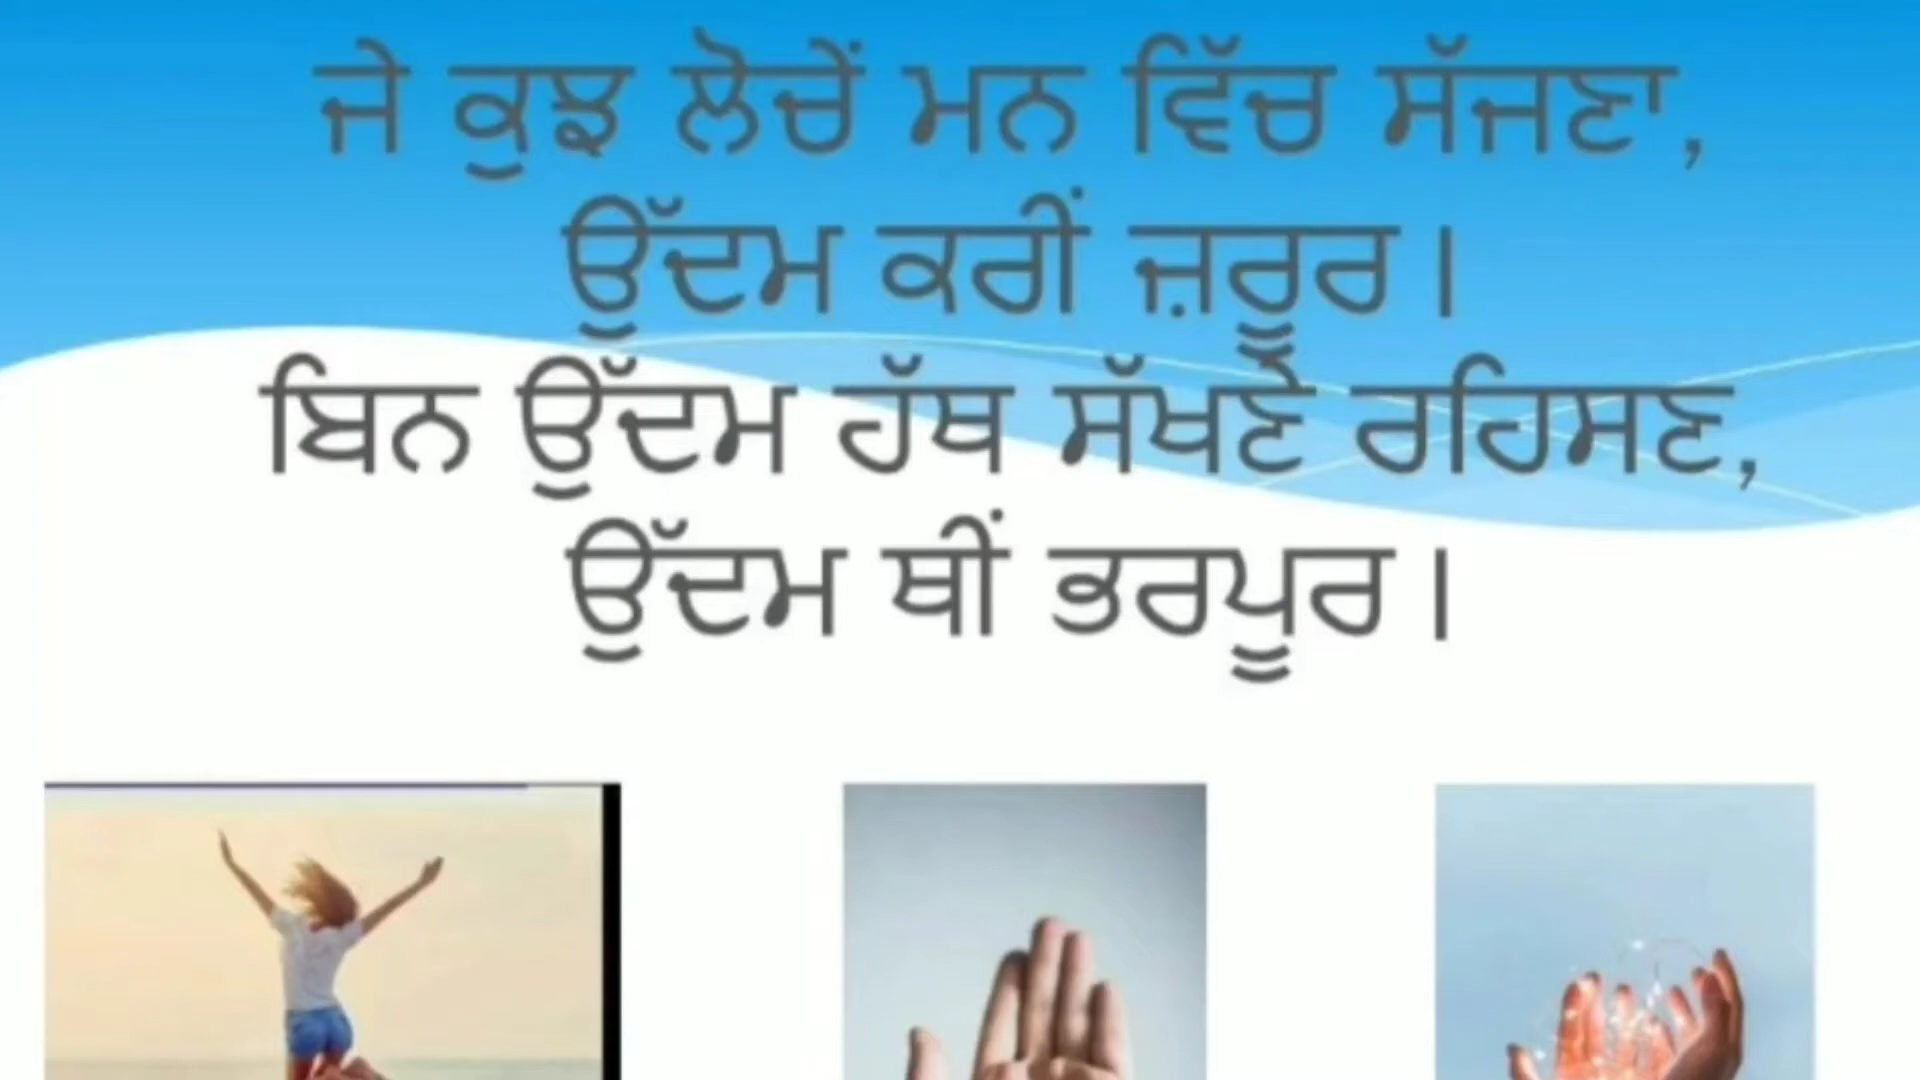 ਜੇ ਕੁਝ ਲੋਚੇਂ ਮਨ ਵਿੱਚ ਸੱਜਣਾ,
ਉੱਦਮ ਕਰੀਂ ਜ਼ਰੂਰ।
ਬਿਨ ਉੱਦਮ ਹੱਥ ਸੱਖਣੇ ਰਹਿਸਣ,
ਉੱਦਮ ਥੀਂ ਭਰਪੂਰ।